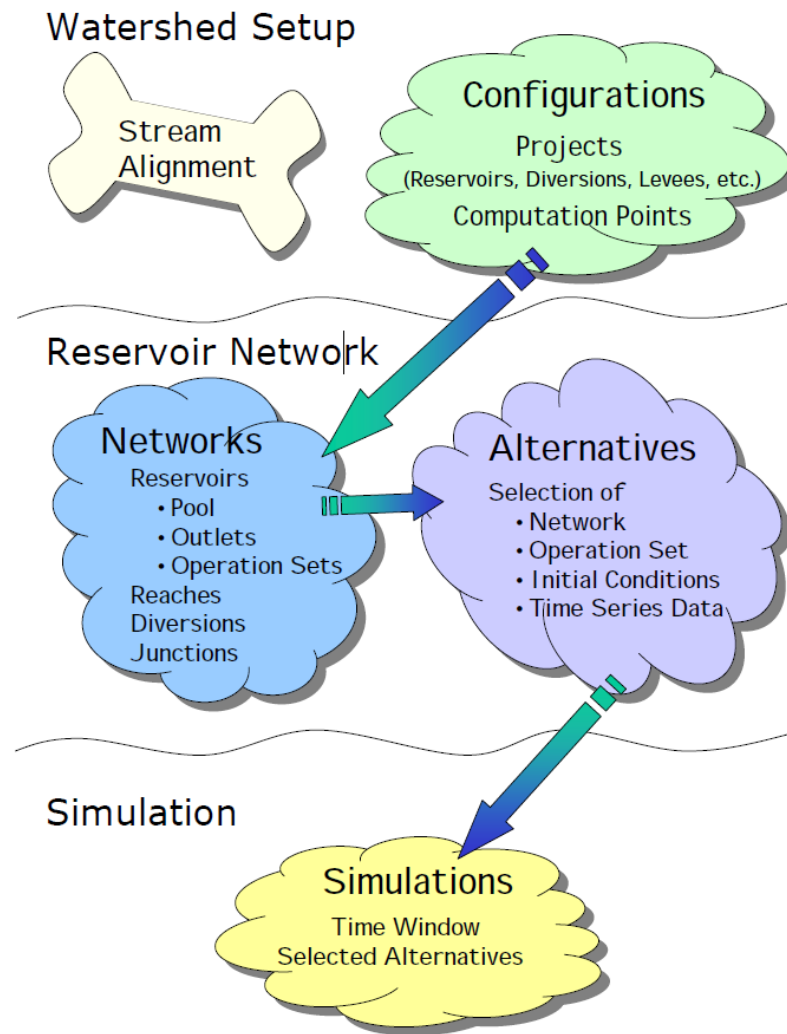 Watershed Setup
Stream
Alignment
Configurations
Projects
(Reservoirs, Diversions, Levees, etc.)
Computation Points
Reservoir Network
Networks
Reservoirs
• Pool
• Outlets
• Operation Sets
Reaches
Diversions
Junctions
Alternatives
Selection of
• Network
• Operation Set
• Initial Conditions
• Time Series Data
Simulation
Simulations
Time Window
Selected Alternatives